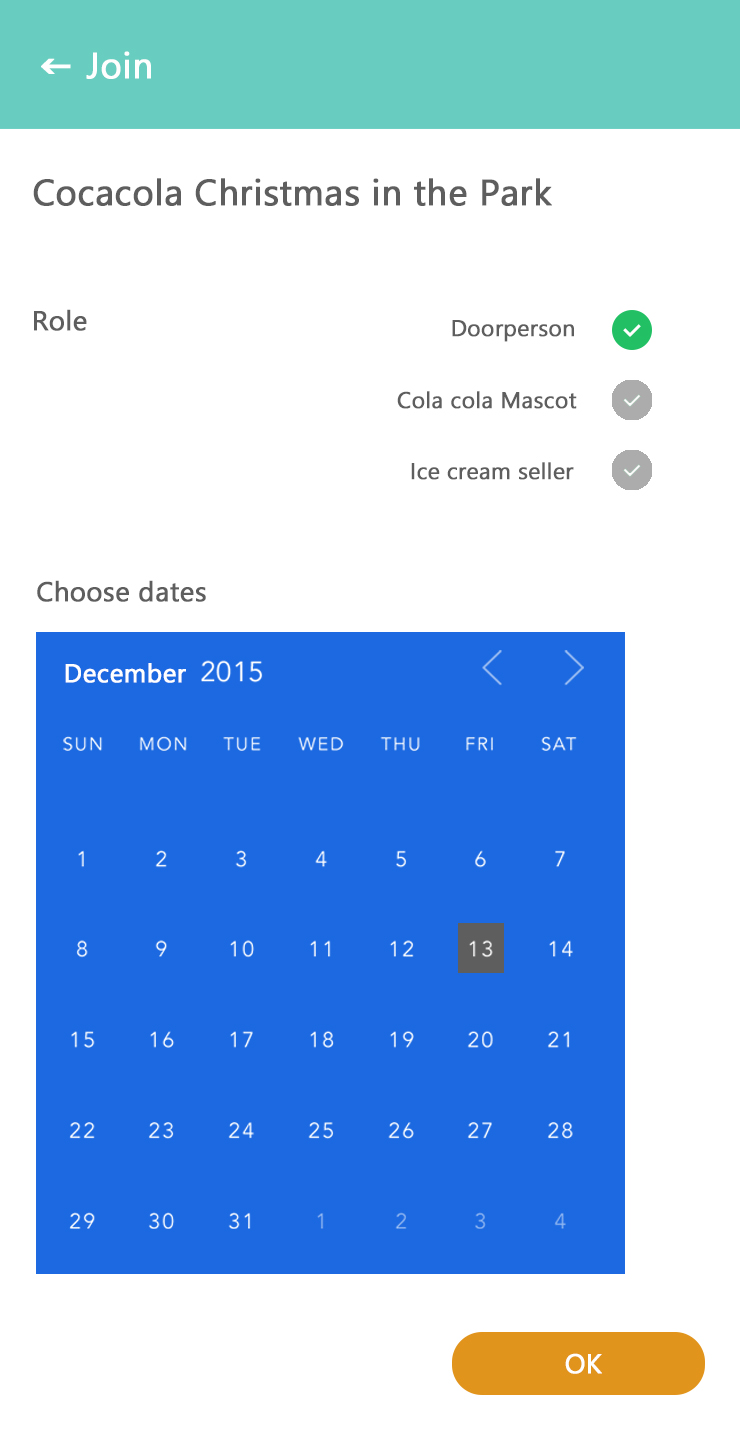 ← Join
Cocacola Christmas in the Park
Role
Doorperson
Cola cola Mascot
Ice cream seller
Choose dates
December 2015
SUN MON TUE WED THU FRI SAT
1 2 3 4 5 6 7
8 9 10 11 12 13 14
15 16 17 18 19 20 21
22 23 24 25 26 27 28
29 30 31 1 2 3 4
OK